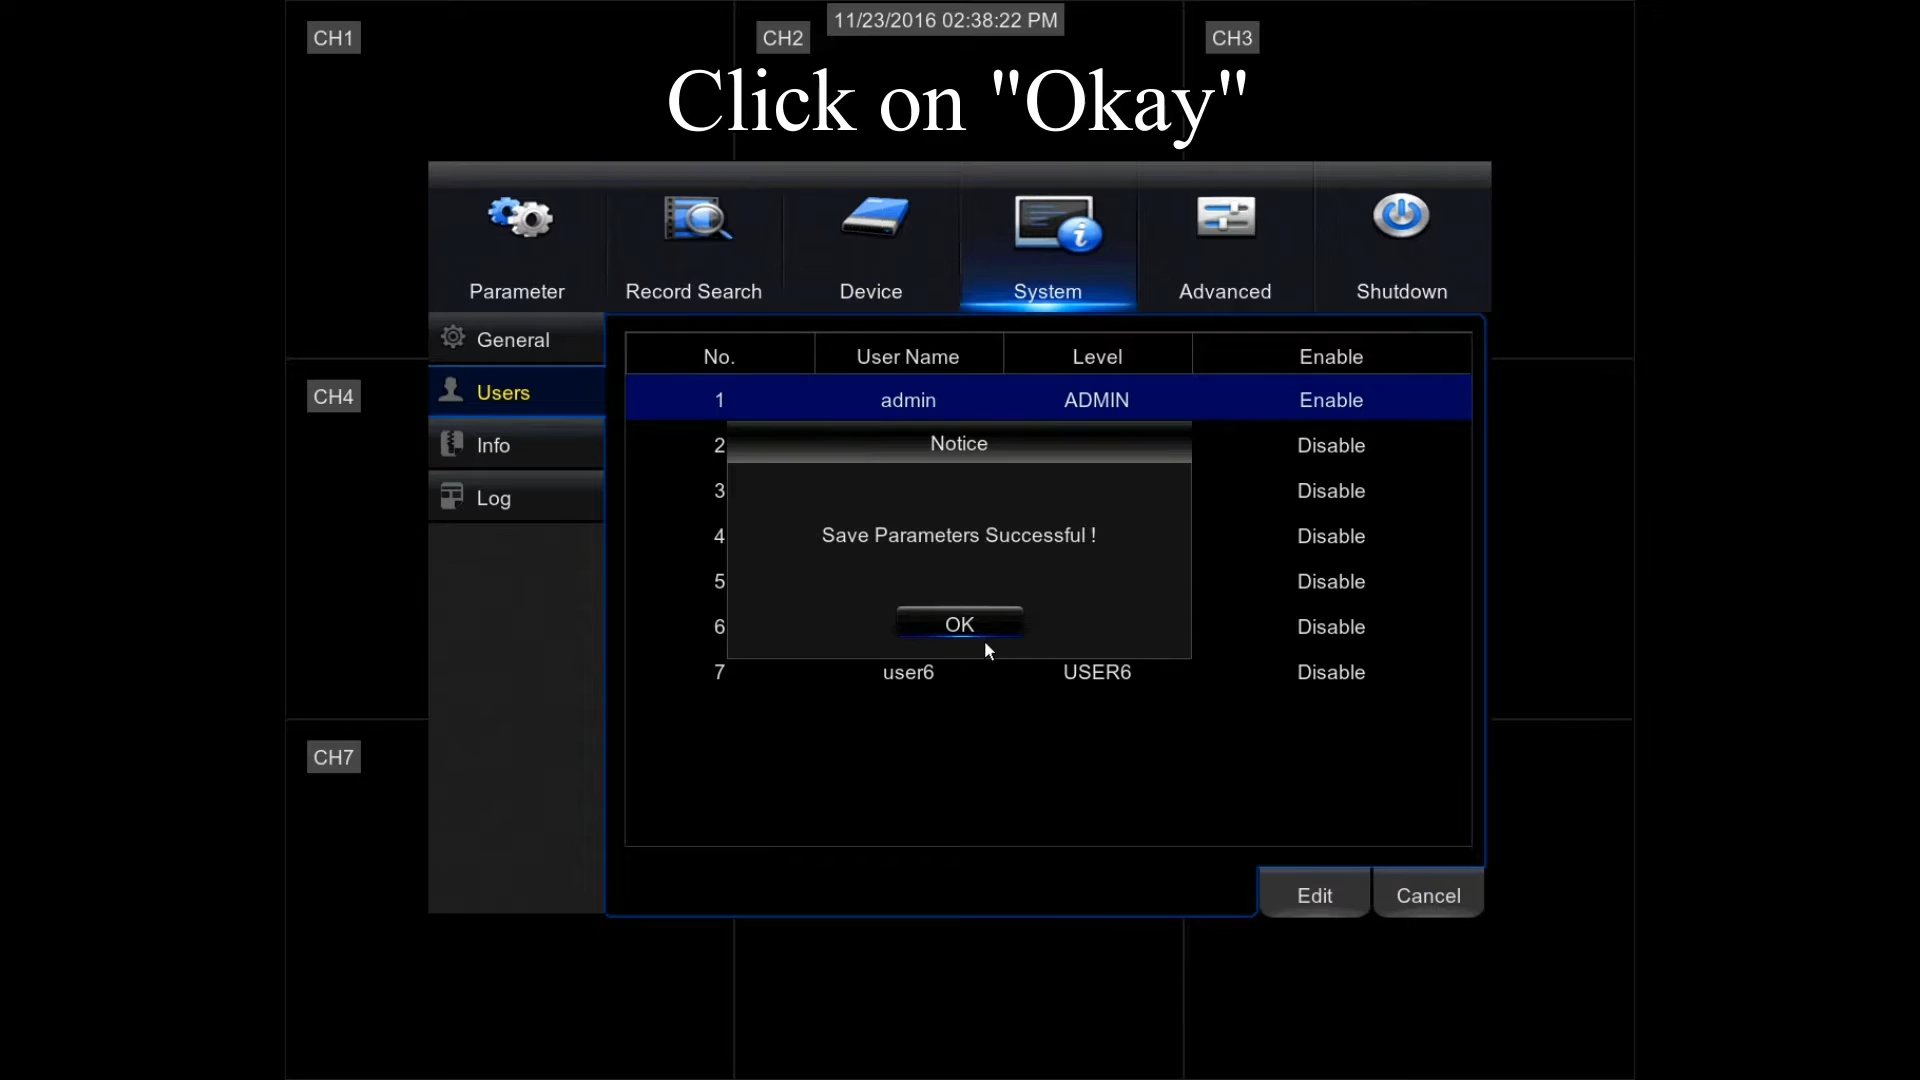 11/23/2016 02:38:22 PM
CH1
CH2
CH3
Click on "Okay"
Parameter
Record Search
Device
System
Advanced
Shutdown
General
Users
Info
Log
No. User Name Level Enable
1 admin ADMIN Enable
2 Disable
3 Disable
4 Disable
5 Disable
6 Disable
7 user6 USER6 Disable
Notice
Save Parameters Successful !
OK
CH4
CH7
Edit
Cancel